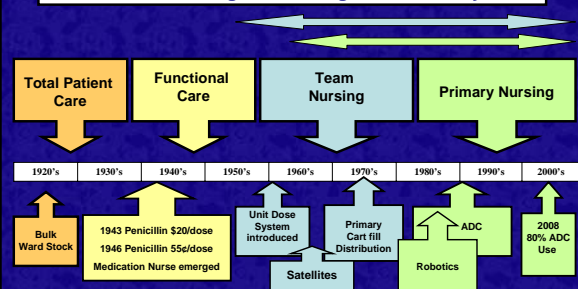 Total Patient
Care
Functional
Care
Team
Nursing
Primary Nursing
1920's 1930's 1940's 1950's 1960's 1970's 1980's 1990's 2000's
Bulk
Ward Stock
1943 Penicillin $20/dose
1946 Penicillin 55¢/dose
Medication Nurse emerged
Unit Dose
System
introduced
Satellites
Primary
Cart fill
Distribution
ADC
Robotics
2008
80% ADC
Use